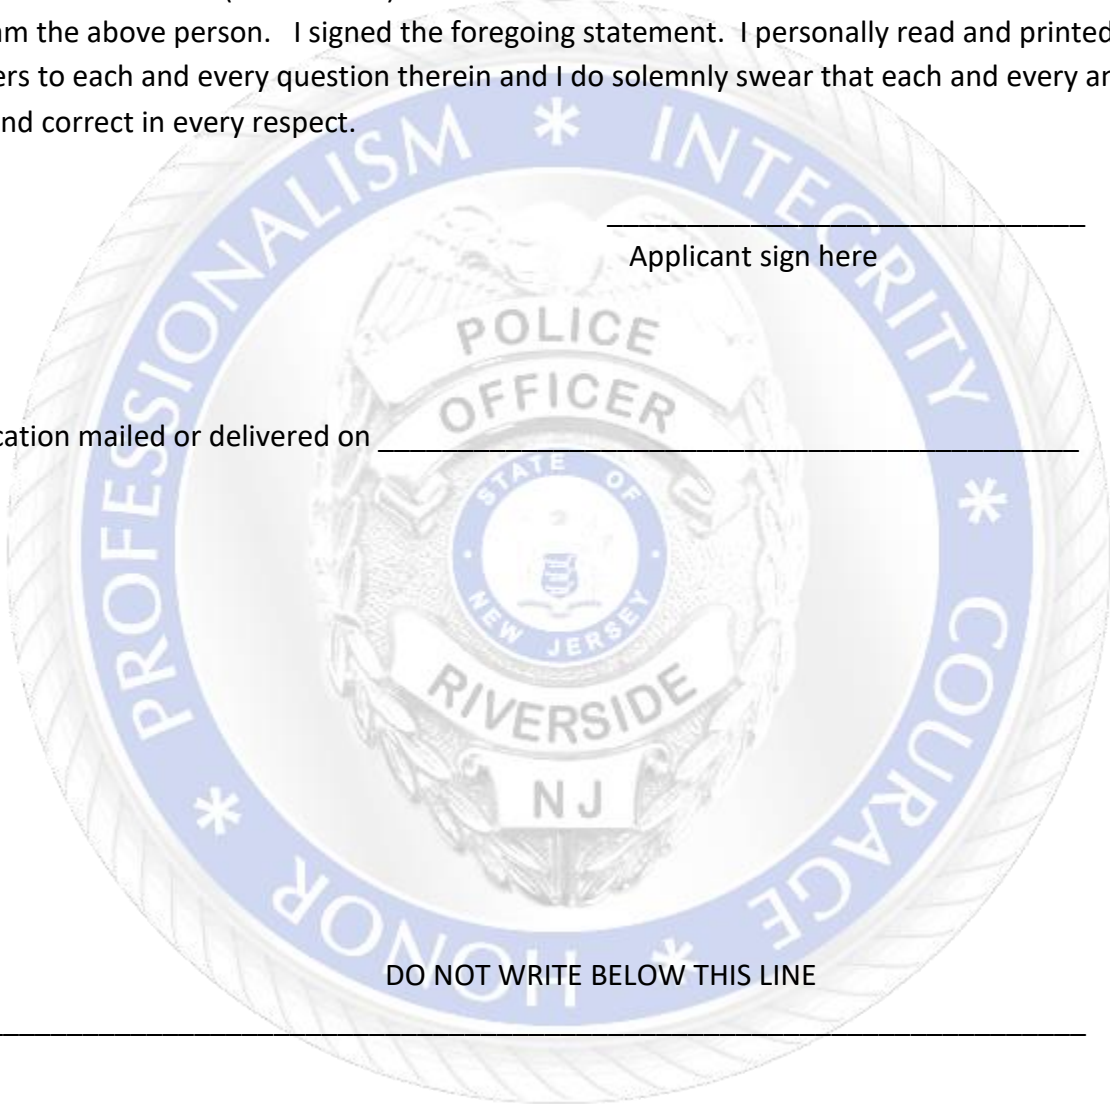 am the above person. I signed the foregoing statement. I personally read and printed
ers to each and every question therein and I do solemnly swear that each and every
nd correct in every respect.
Applicant sign here
cation mailed or delivered on
PROFESSIONALISM * INTEGRITY * COURAGE * HONOR *
POLICE
OFFICER
STATE OF
NEW JERSEY
RIVERSIDE
NJ
DO NOT WRITE BELOW THIS LINE